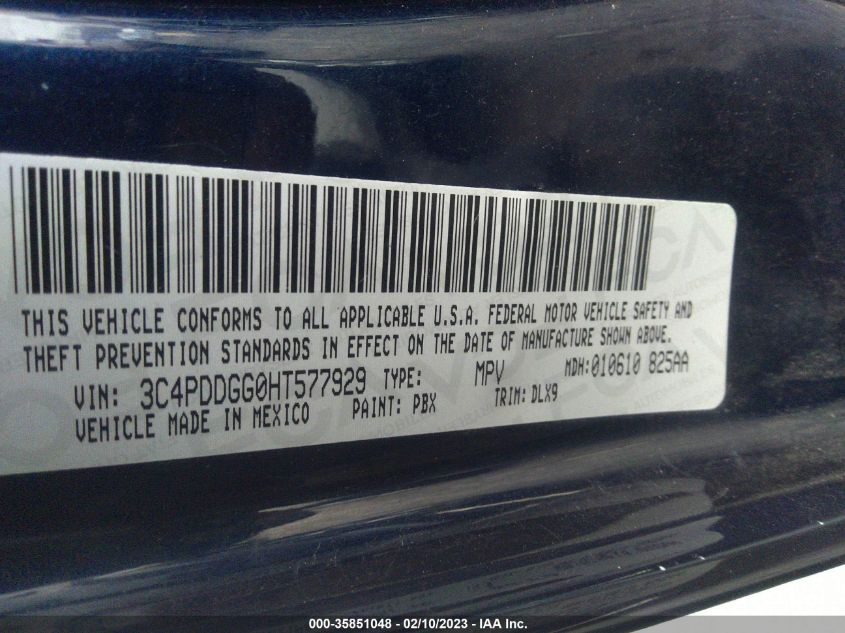 THIS VEHICLE CONFORMS TO ALL APPLICABLE U.S.A. FEDERAL MOTOR VEHICLE SAFETY AND
THEFT PREVENTION STANDARDS IN EFFECT ON THE DATE OF MANUFACTURE SHOWN ABOVE.
VIN: 3C4PDDGG0HT577929 TYPE: MPV MDH:010610 825AA
VEHICLE MADE IN MEXICO PAINT: PBX TRIM: DLX9
000-35851048 - 02/10/2023 - IAA Inc.